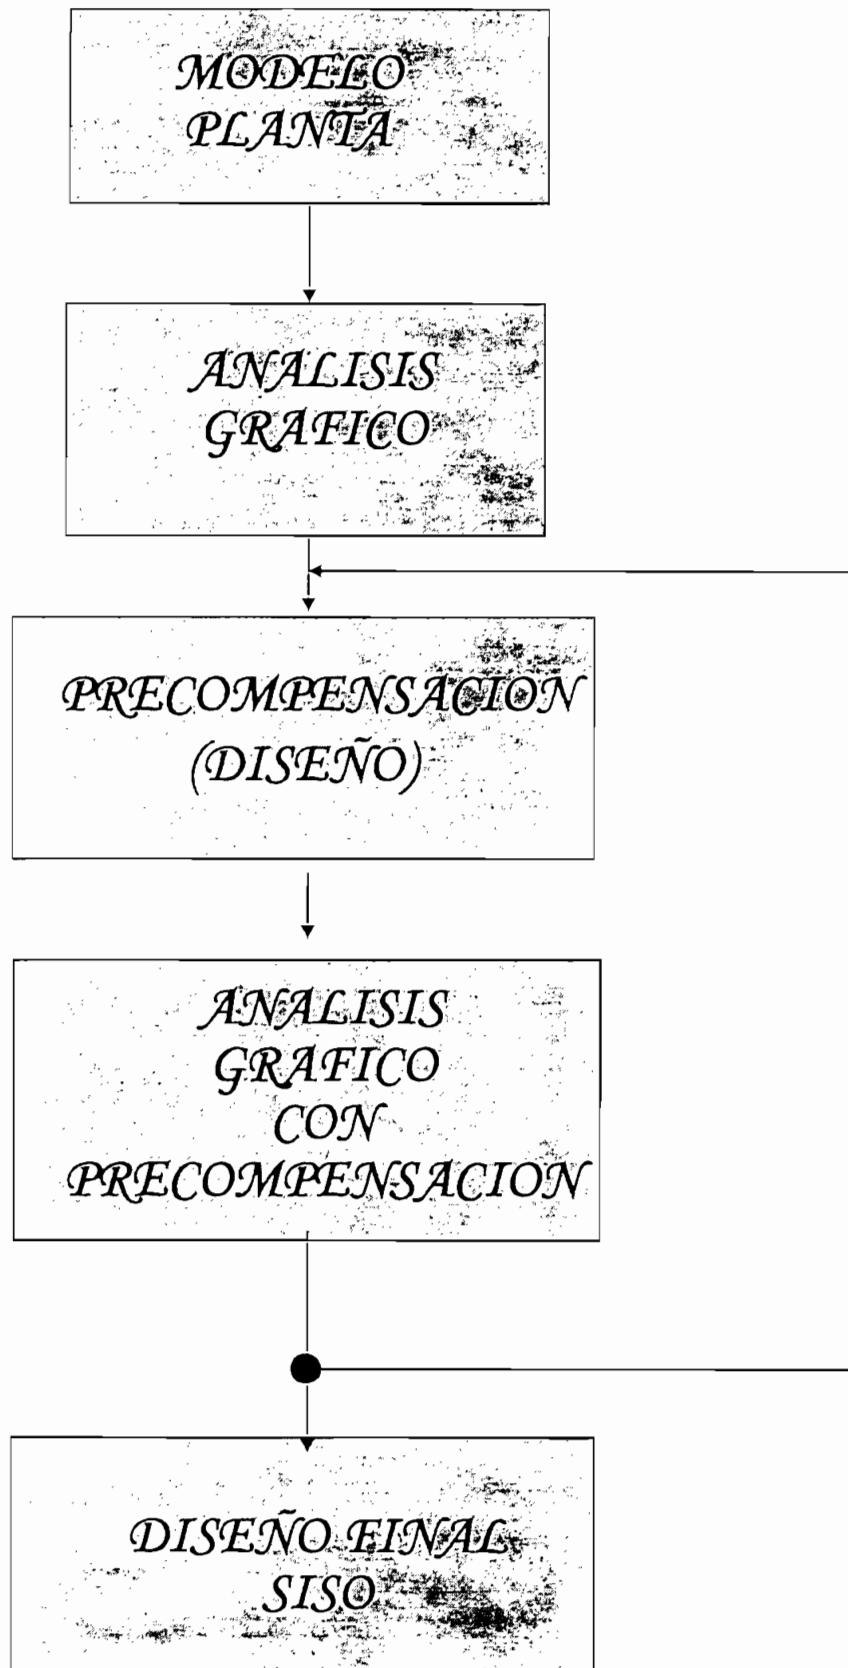 MODELO
PLANTA
ANALISIS
GRAFICO
PRECOMPENSACION
(DISEÑO)
ANALISIS
GRAFICO
CON
PRECOMPENSACION
DISEÑO FINAL
SISO